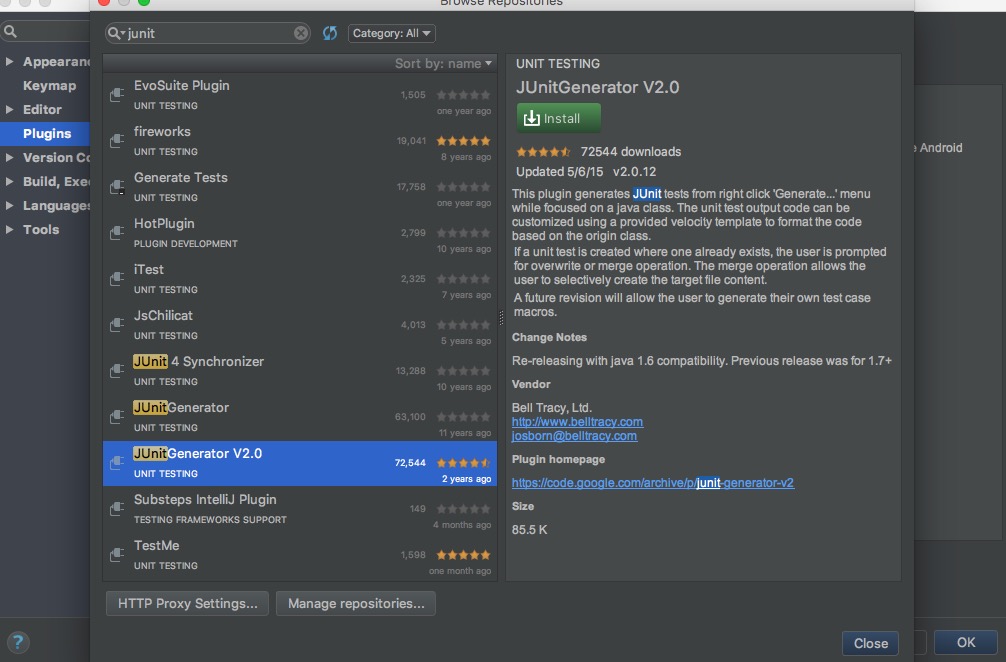 Browse Repositories
junit
Category: All
Appearan
Keymap
Editor
Plugins
Version Co
Build, Exec
Languages
Tools
Sort by: name
EvoSuite Plugin
UNIT TESTING
1,505
one year ago
fireworks
UNIT TESTING
19,041
8 years ago
Generate Tests
UNIT TESTING
17,758
one year ago
HotPlugin
PLUGIN DEVELOPMENT
2,799
10 years ago
iTest
UNIT TESTING
2,325
7 years ago
JsChilicat
UNIT TESTING
4,013
5 years ago
JUnit 4 Synchronizer
UNIT TESTING
13,288
10 years ago
JUnitGenerator
UNIT TESTING
63,100
11 years ago
JUnitGenerator V2.0
UNIT TESTING
72,544
2 years ago
Substeps IntelliJ Plugin
TESTING FRAMEWORKS SUPPORT
149
4 months ago
TestMe
UNIT TESTING
1,598
one month ago
UNIT TESTING
JUnitGenerator V2.0
Install
72544 downloads
Updated 5/6/15 v2.0.12
This plugin generates JUnit tests from right click 'Generate...' menu
while focused on a java class. The unit test output code can be
customized using a provided velocity template to format the code
based on the origin class.
If a unit test is created where one already exists, the user is prompted
for overwrite or merge operation. The merge operation allows the
user to selectively create the target file content.
A future revision will allow the user to generate their own test case
macros.
Change Notes
Re-releasing with java 1.6 compatibility. Previous release was for 1.7+
Vendor
Bell Tracy, Ltd.
http://www.belltracy.com
josborn@belltracy.com
Plugin homepage
https://code.google.com/archive/p/junit-generator-v2
Size
85.5 K
e Android
HTTP Proxy Settings...
Manage repositories...
?
Close
OK